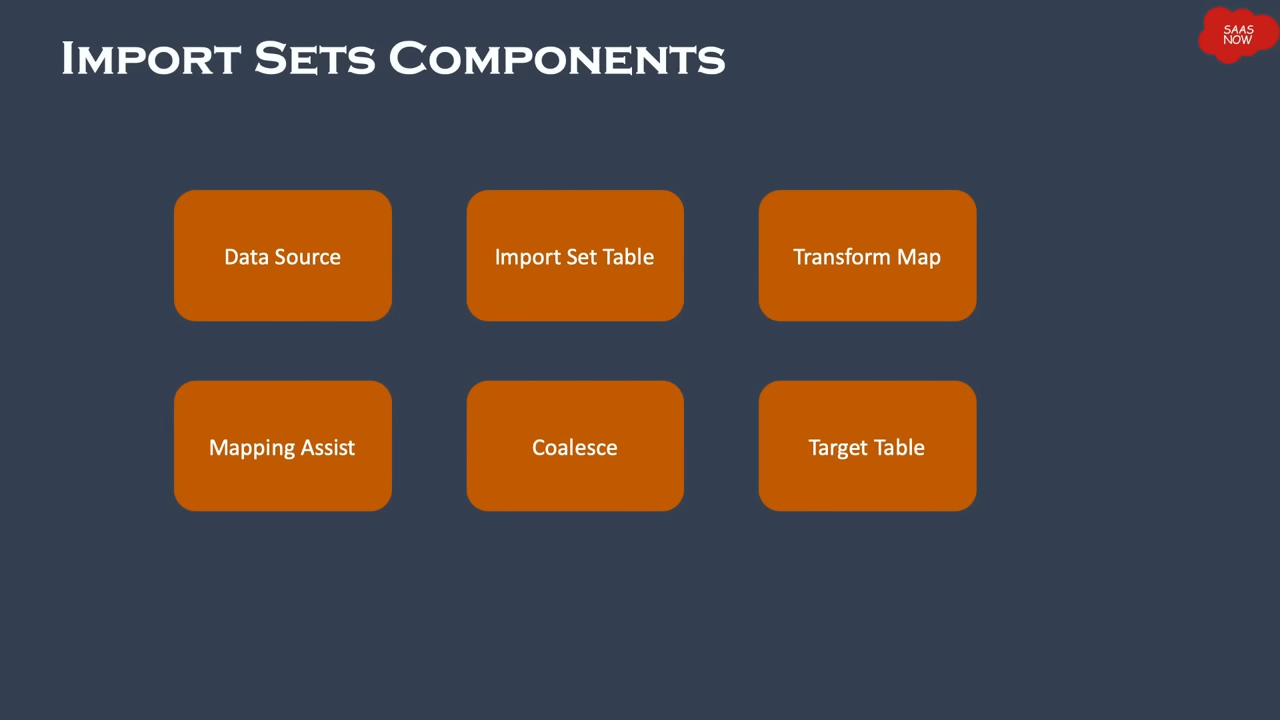 SAAS
NOW
IMPORT SETS COMPONENTS
Data Source
Import Set Table
Transform Map
Mapping Assist
Coalesce
Target Table